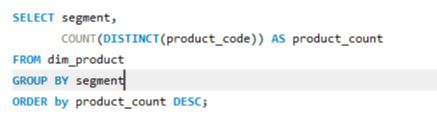 SELECT segment,
COUNT(DISTINCT(product_code)) AS product_count
FROM dim_product
GROUP BY segment
ORDER by product_count DESC;